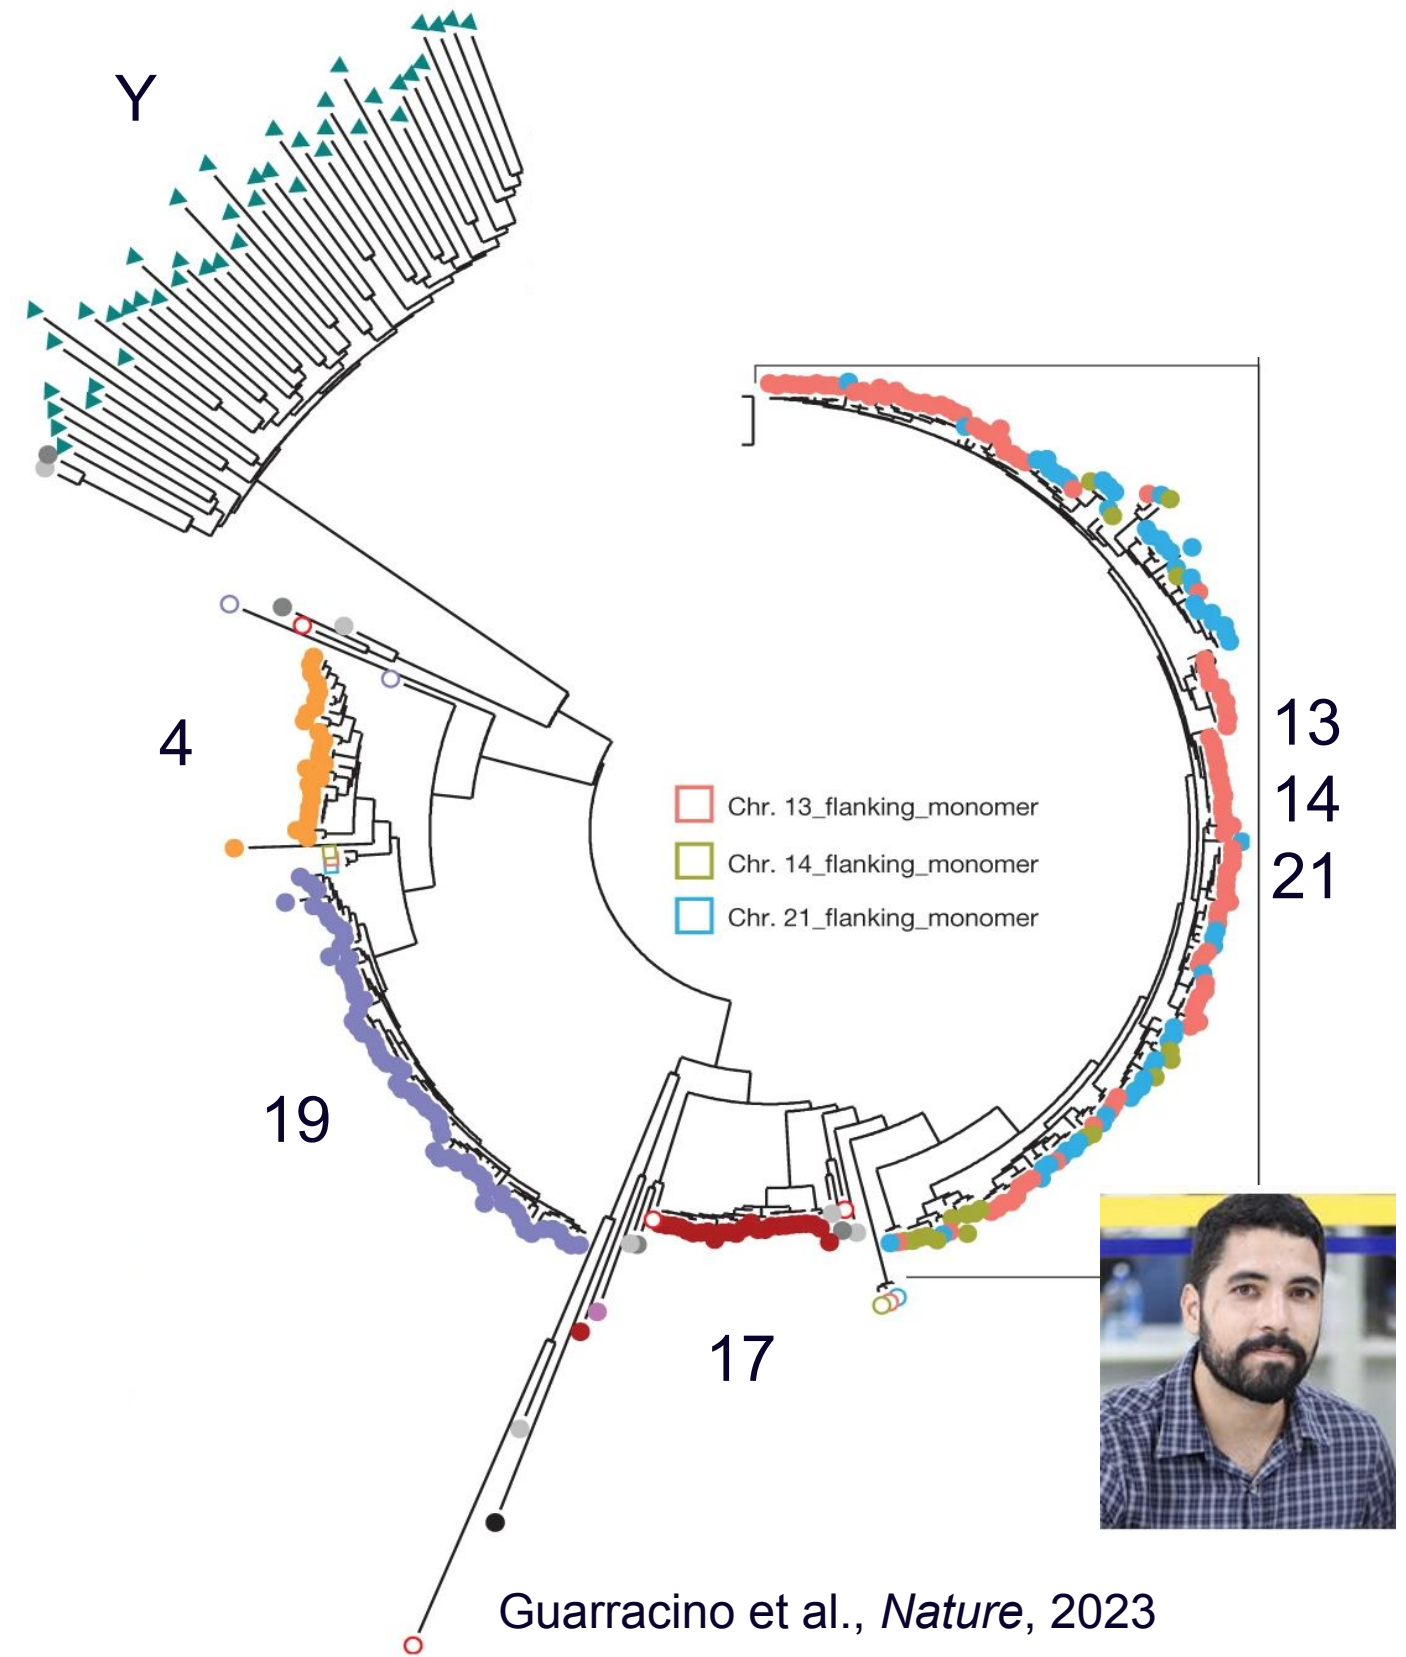 Y
4
13
14
21
Chr. 13_flanking_monomer
Chr. 14_flanking_monomer
Chr. 21_flanking_monomer
19
17
Guarracino et al., Nature, 2023